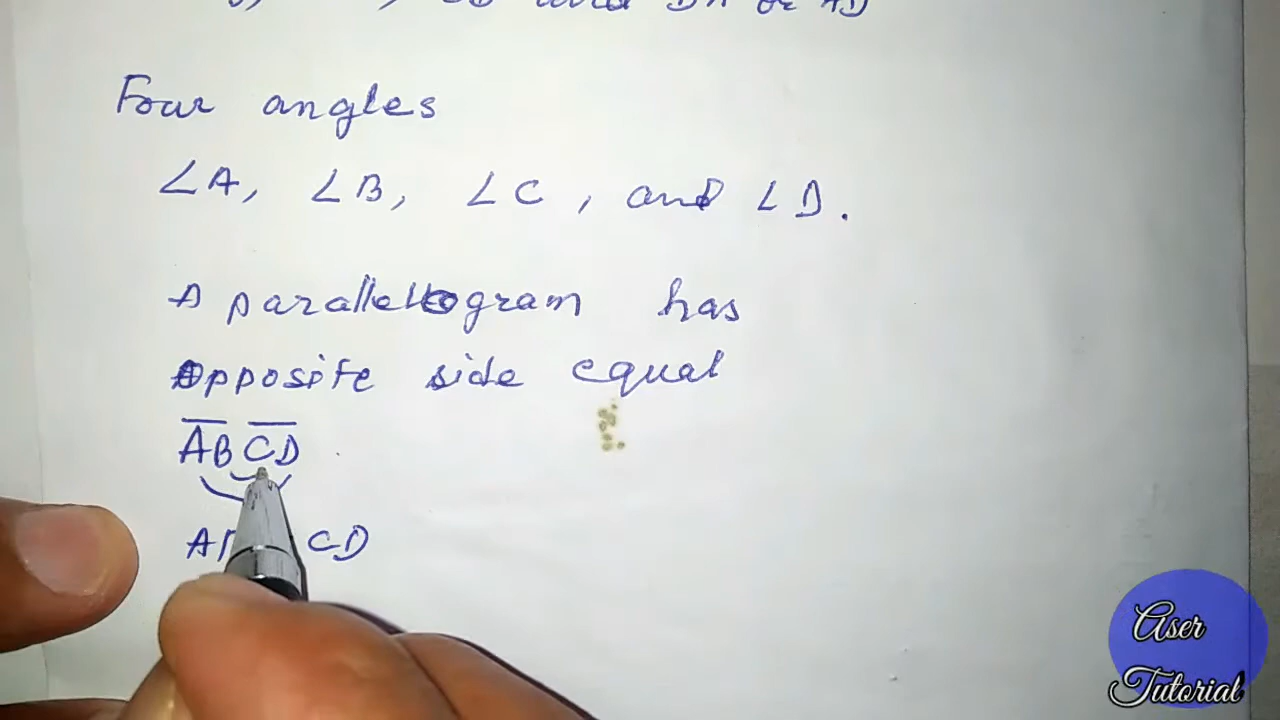 Four angles
∠A, ∠B, ∠C, and ∠D.
A parallelogram has
opposite side equal
AB CD
CD
Aser
Tutorial